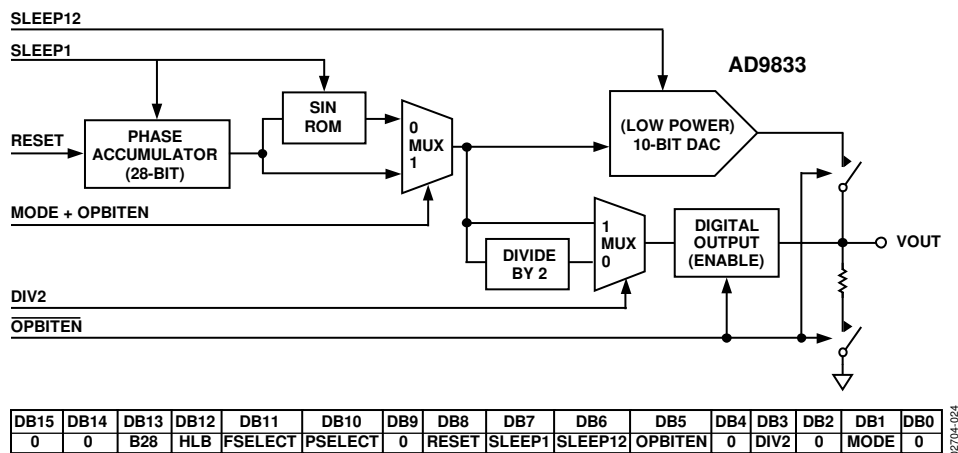 SLEEP12
SLEEP1
AD9833
RESET
PHASE
ACCUMULATOR
(28-BIT)
SIN
ROM
0
MUX
1
(LOW POWER)
10-BIT DAC
MODE + OPBITEN
DIVIDE
BY 2
1
MUX
0
DIGITAL
OUTPUT
(ENABLE)
VOUT
DIV2
OPBITEN
DB15 DB14 DB13 DB12 DB11 DB10 DB9 DB8 DB7 DB6 DB5 DB4 DB3 DB2 DB1 DB0
0 0 B28 HLB FSELECT PSELECT 0 RESET SLEEP1 SLEEP12 OPBITEN 0 DIV2 0 MODE 0
02704-024